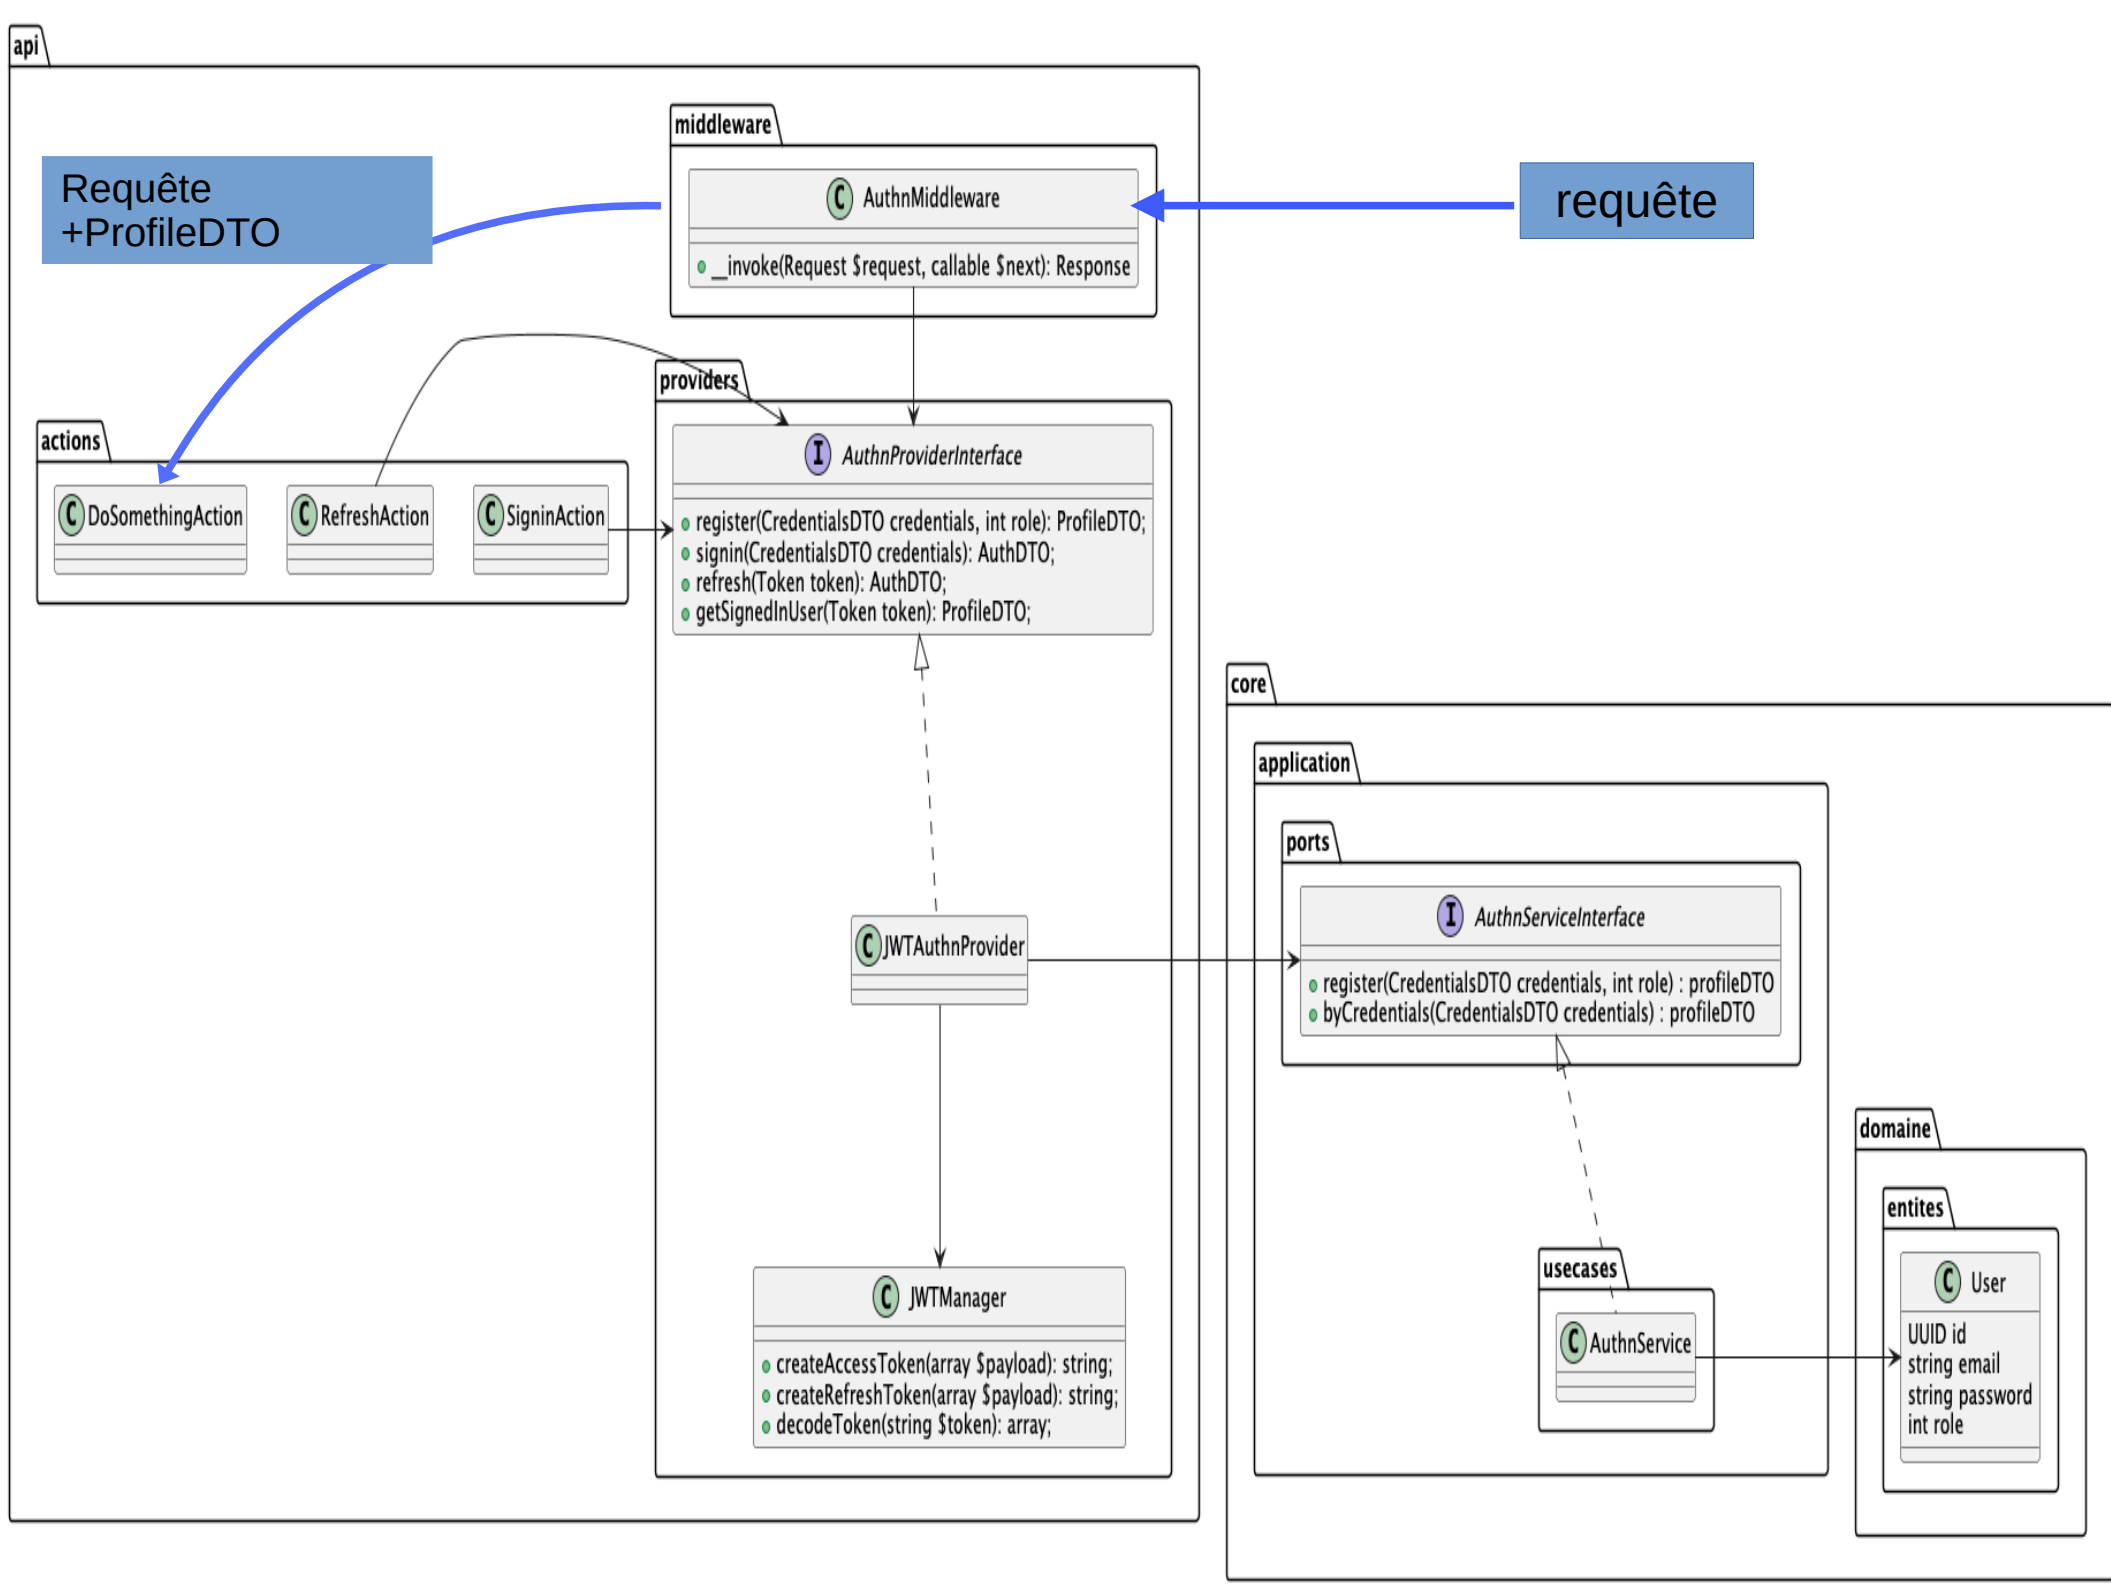 api
middleware
C AuthnMiddleware
__invoke(Request $request, callable $next): Response
requête
Requête
+ProfileDTO
actions
C DoSomethingAction
C RefreshAction
C SigninAction
providers
I AuthnProviderInterface
register(CredentialsDTO credentials, int role): ProfileDTO;
signin(CredentialsDTO credentials): AuthDTO;
refresh(Token token): AuthDTO;
getSignedInUser(Token token): ProfileDTO;
C JWTAuthnProvider
C JWTManager
createAccessToken(array $payload): string;
createRefreshToken(array $payload): string;
decodeToken(string $token): array;
core
application
ports
I AuthnServiceInterface
register(CredentialsDTO credentials, int role) : profileDTO
byCredentials(CredentialsDTO credentials) : profileDTO
usecases
C AuthnService
domaine
entites
C User
UUID id
string email
string password
int role